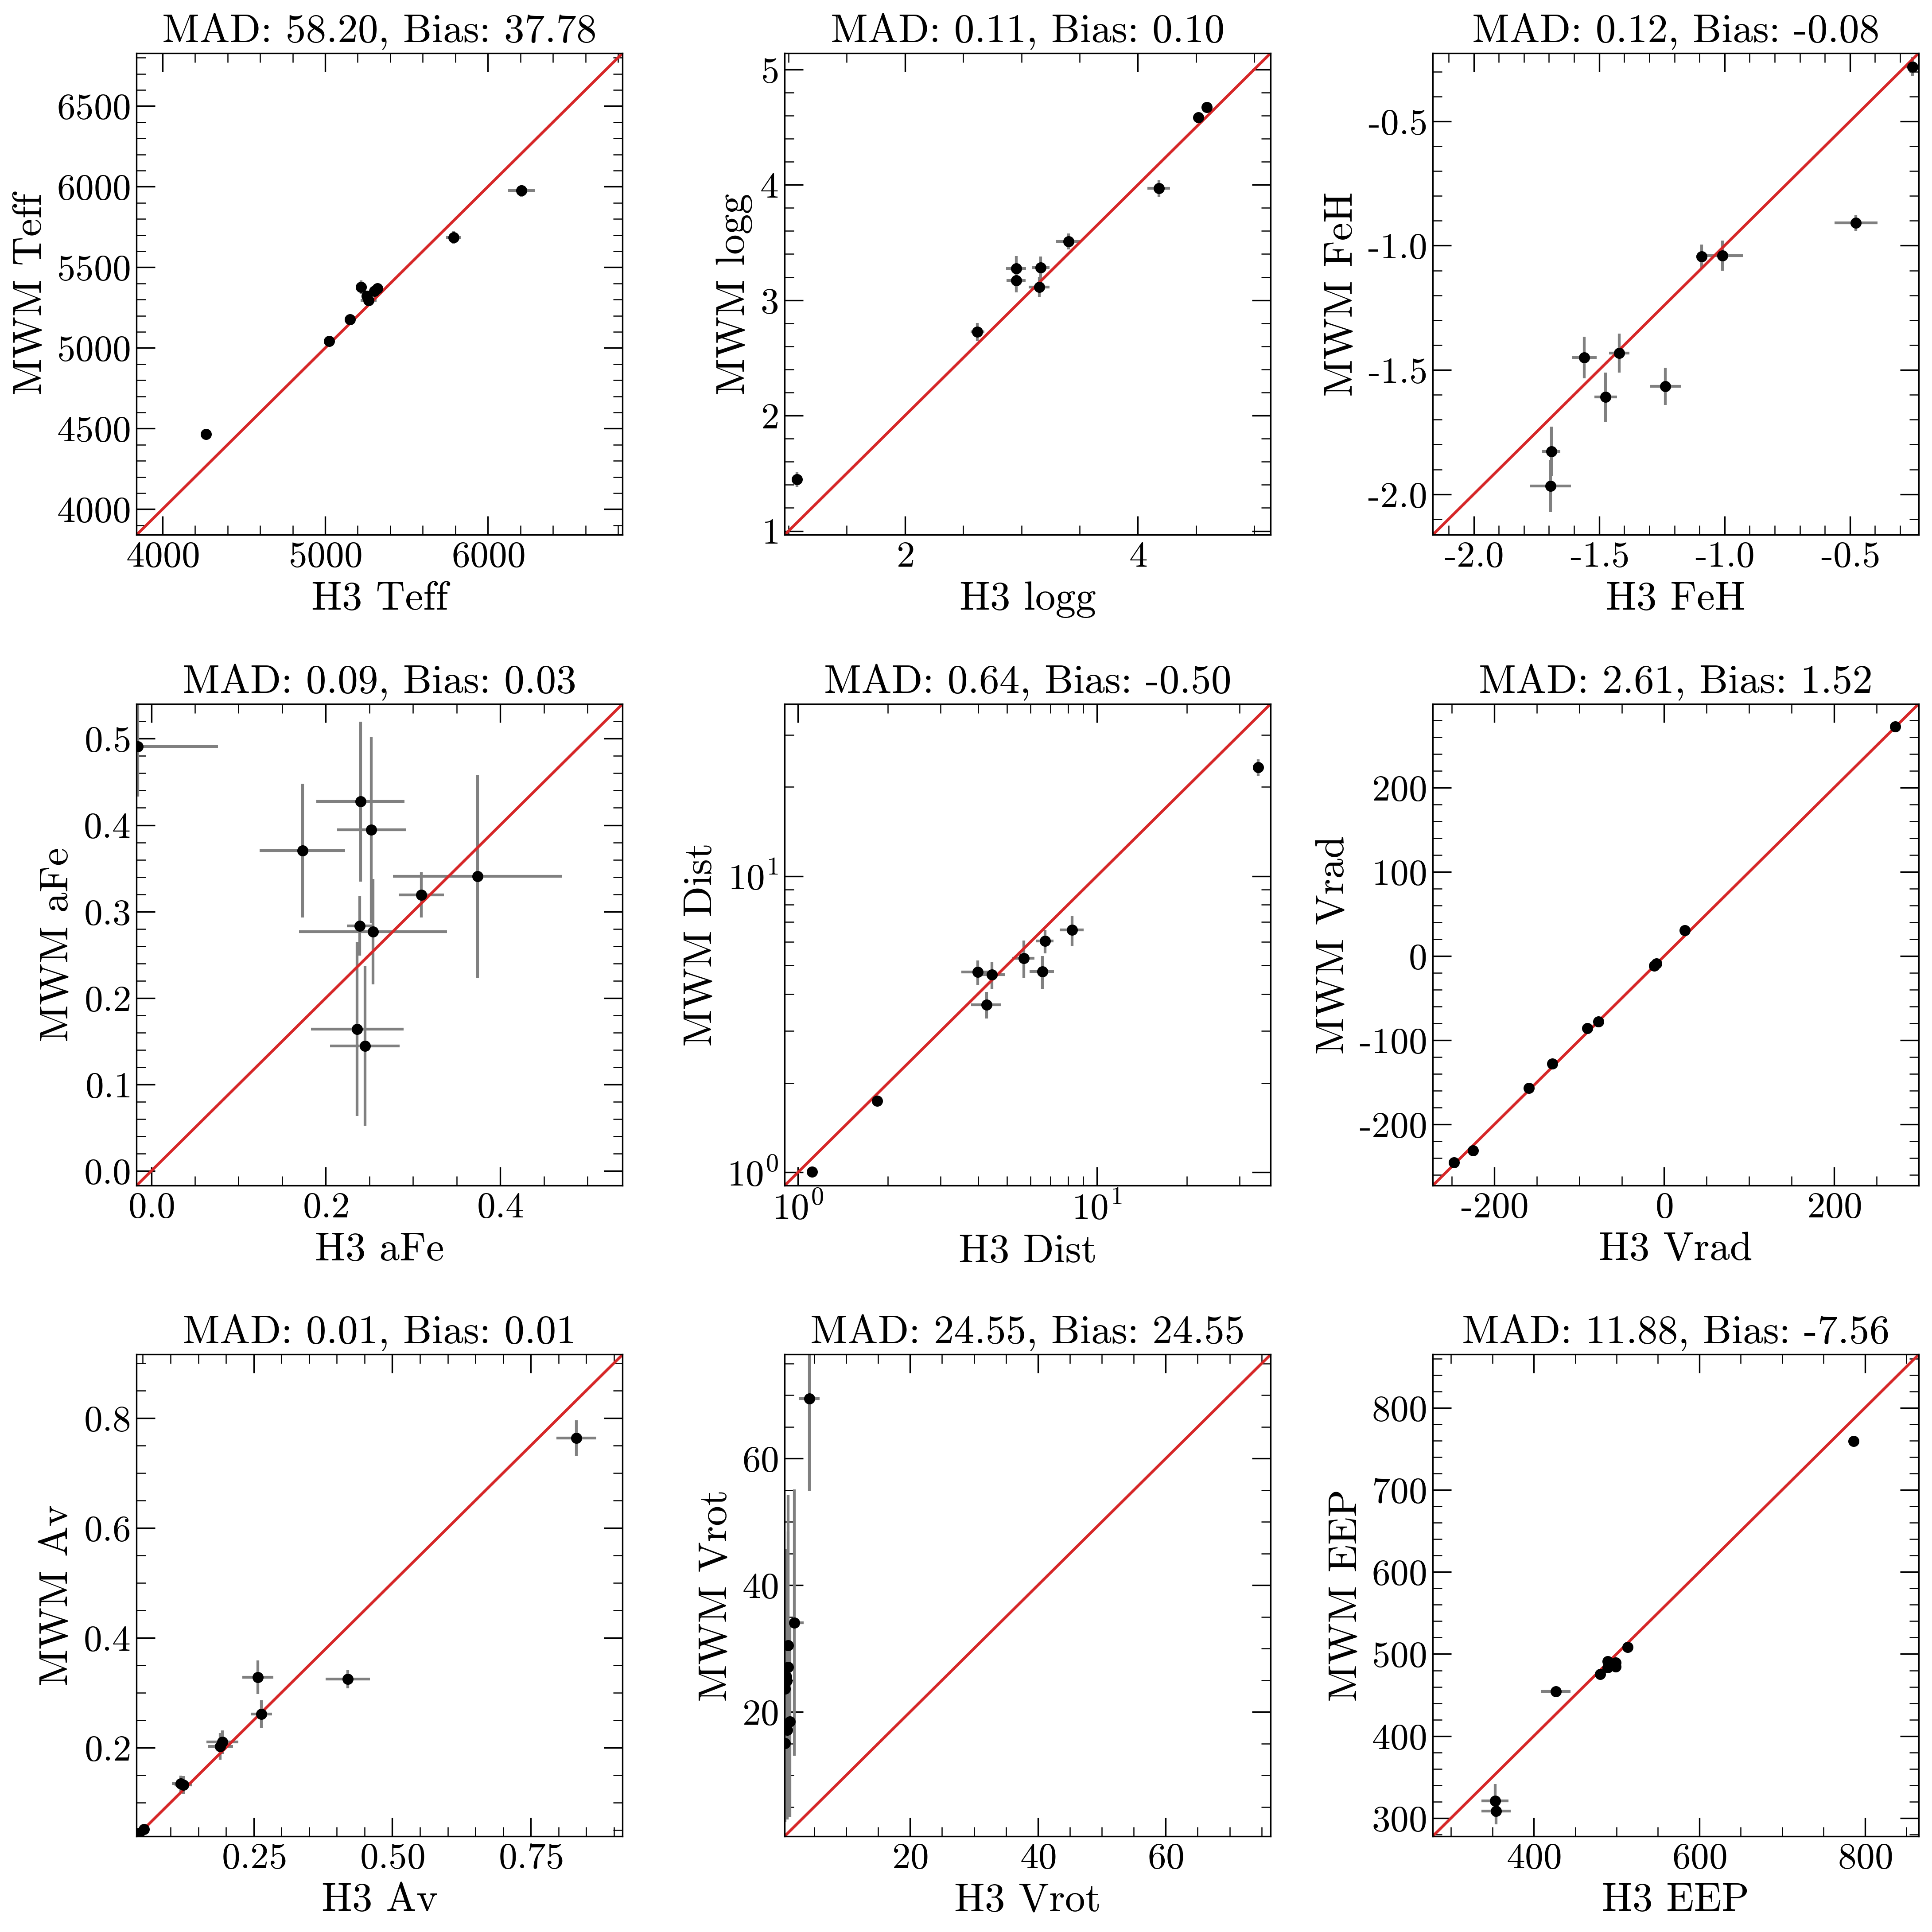 MAD: 58.20, Bias: 37.78
MWM Teff
6500
6000
5500
5000
4500
4000
4000 5000 6000
H3 Teff
MAD: 0.11, Bias: 0.10
MWM logg
5
4
3
2
1
2 4
H3 logg
MAD: 0.12, Bias: -0.08
MWM FeH
-0.5
-1.0
-1.5
-2.0
-2.0 -1.5 -1.0 -0.5
H3 FeH
MAD: 0.09, Bias: 0.03
MWM aFe
0.5
0.4
0.3
0.2
0.1
0.0
0.0 0.2 0.4
H3 aFe
MAD: 0.64, Bias: -0.50
MWM Dist
10¹
10⁰
10⁰ 10¹
H3 Dist
MAD: 2.61, Bias: 1.52
MWM Vrad
200
100
0
-100
-200
-200 0 200
H3 Vrad
MAD: 0.01, Bias: 0.01
MWM Av
0.8
0.6
0.4
0.2
0.25 0.50 0.75
H3 Av
MAD: 24.55, Bias: 24.55
MWM Vrot
60
40
20
20 40 60
H3 Vrot
MAD: 11.88, Bias: -7.56
MWM EEP
800
700
600
500
400
300
400 600 800
H3 EEP